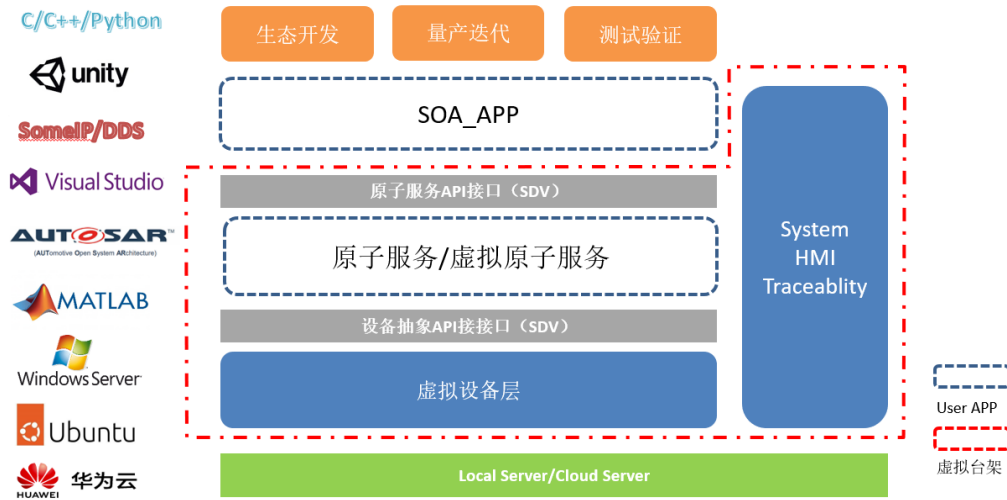 C/C++/Python
unity
SomeIP/DDS
Visual Studio
AUTOSAR™
(AUTomotive Open System ARchitecture)
MATLAB
Windows Server
Ubuntu
HUAWEI
华为云
生态开发
量产迭代
测试验证
SOA_APP
原子服务API接口（SDV）
原子服务/虚拟原子服务
设备抽象API接接口（SDV）
虚拟设备层
System
HMI
Traceablity
Local Server/Cloud Server
User APP
虚拟台架